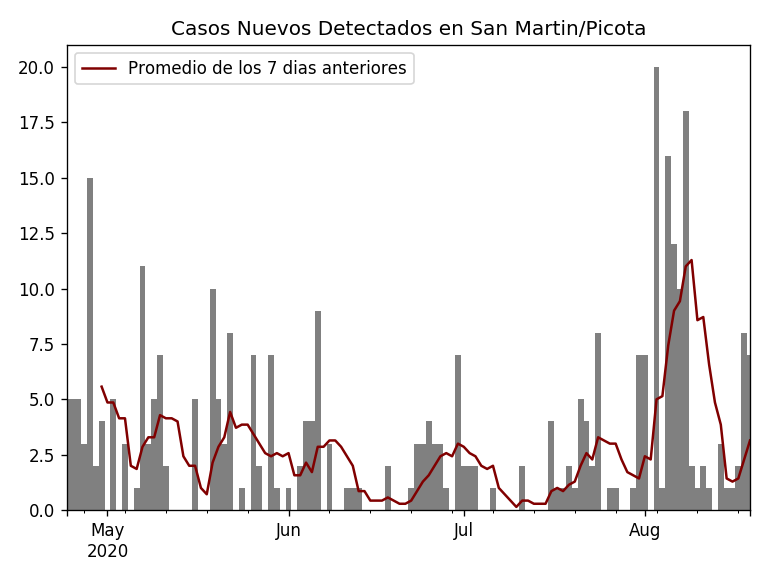 Casos Nuevos Detectados en San Martin/Picota
Promedio de los 7 dias anteriores
20.0
17.5
15.0
12.5
10.0
7.5
5.0
2.5
0.0
May
2020
Jun
Jul
Aug